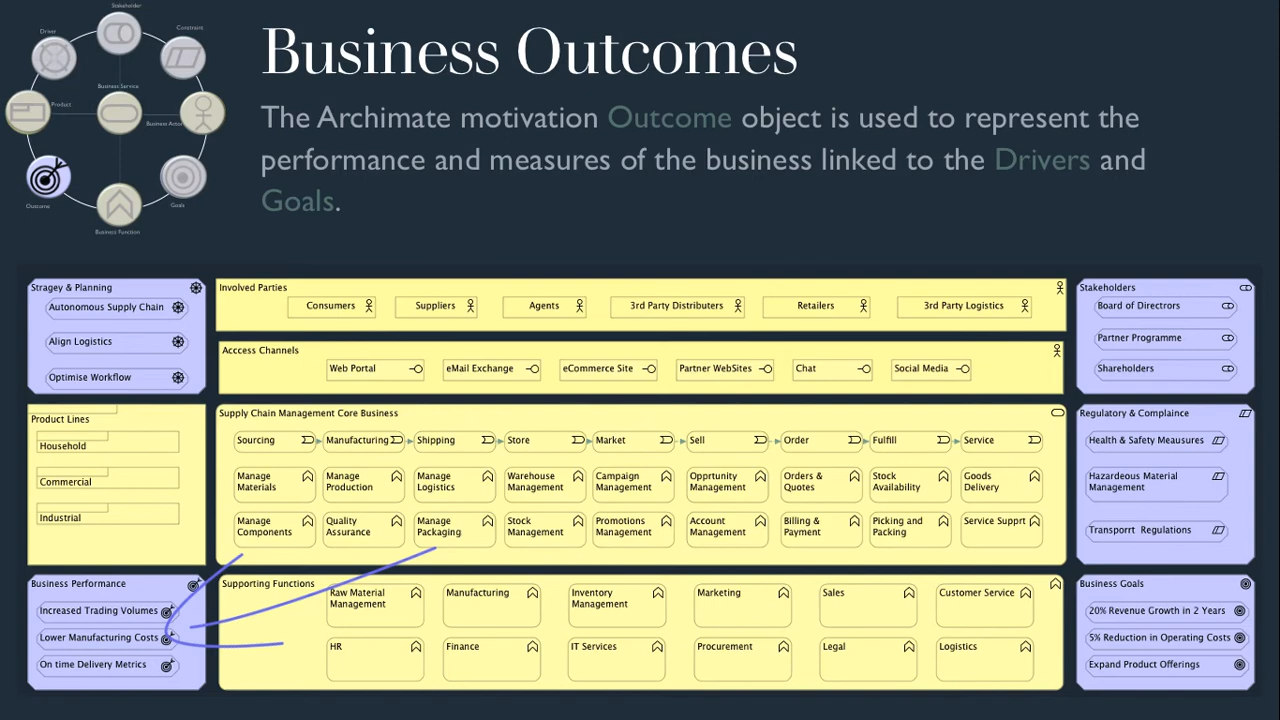 Stakeholder
Driver
Constraint
Business Service
Product
Business Actor
Outcome
Goals
Business Function
Business Outcomes
The Archimate motivation Outcome object is used to represent the
performance and measures of the business linked to the Drivers and
Goals.
Stragey & Planning
Autonomous Supply Chain
Align Logistics
Optimise Workflow
Involved Parties
Consumers Suppliers Agents 3rd Party Distributers Retailers 3rd Party Logistics
Acccess Channels
Web Portal eMail Exchange eCommerce Site Partner WebSites Chat Social Media
Stakeholders
Board of Directrors
Partner Programme
Shareholders
Product Lines
Household
Commercial
Industrial
Supply Chain Management Core Business
Sourcing Manufacturing Shipping Store Market Sell Order Fulfill Service
Manage Materials
Manage Production
Manage Logistics
Warehouse Management
Campaign Management
Opprtunity Management
Orders & Quotes
Stock Availability
Goods Delivery
Manage Components
Quality Assurance
Manage Packaging
Stock Management
Promotions Management
Account Management
Billing & Payment
Picking and Packing
Service Supprt
Regulatory & Complaince
Health & Safety Meausures
Hazardeous Material
Management
Transporrt Regulations
Business Performance
Increased Trading Volumes
Lower Manufacturing Costs
On time Delivery Metrics
Supporting Functions
Raw Material Management
Manufacturing
Inventory Management
Marketing
Sales
Customer Service
HR
Finance
IT Services
Procurement
Legal
Logistics
Business Goals
20% Revenue Growth in 2 Years
5% Reduction in Operating Costs
Expand Product Offerings